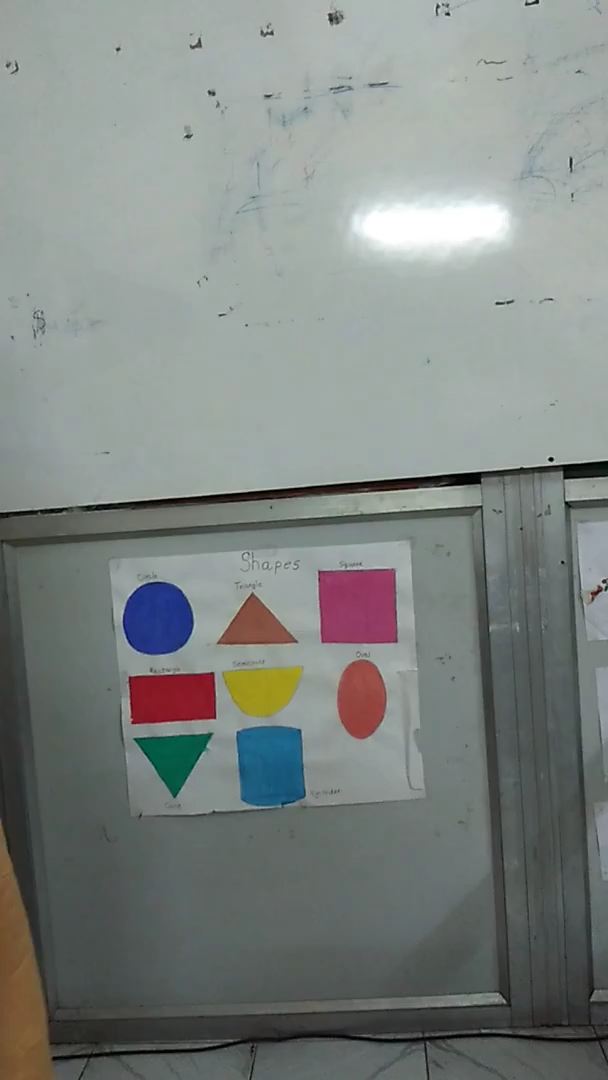 Shapes
Circle
Triangle
Square
Rectangle
Semicircle
Oval
Cone
Cylinder